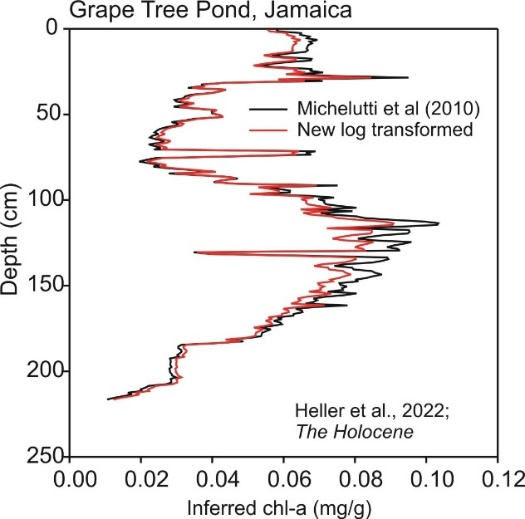 Grape Tree Pond, Jamaica
0
50
100
150
200
250
Depth (cm)
Michelutti et al (2010)
New log transformed
Heller et al., 2022;
The Holocene
0.00 0.02 0.04 0.06 0.08 0.10 0.12
Inferred chl-a (mg/g)